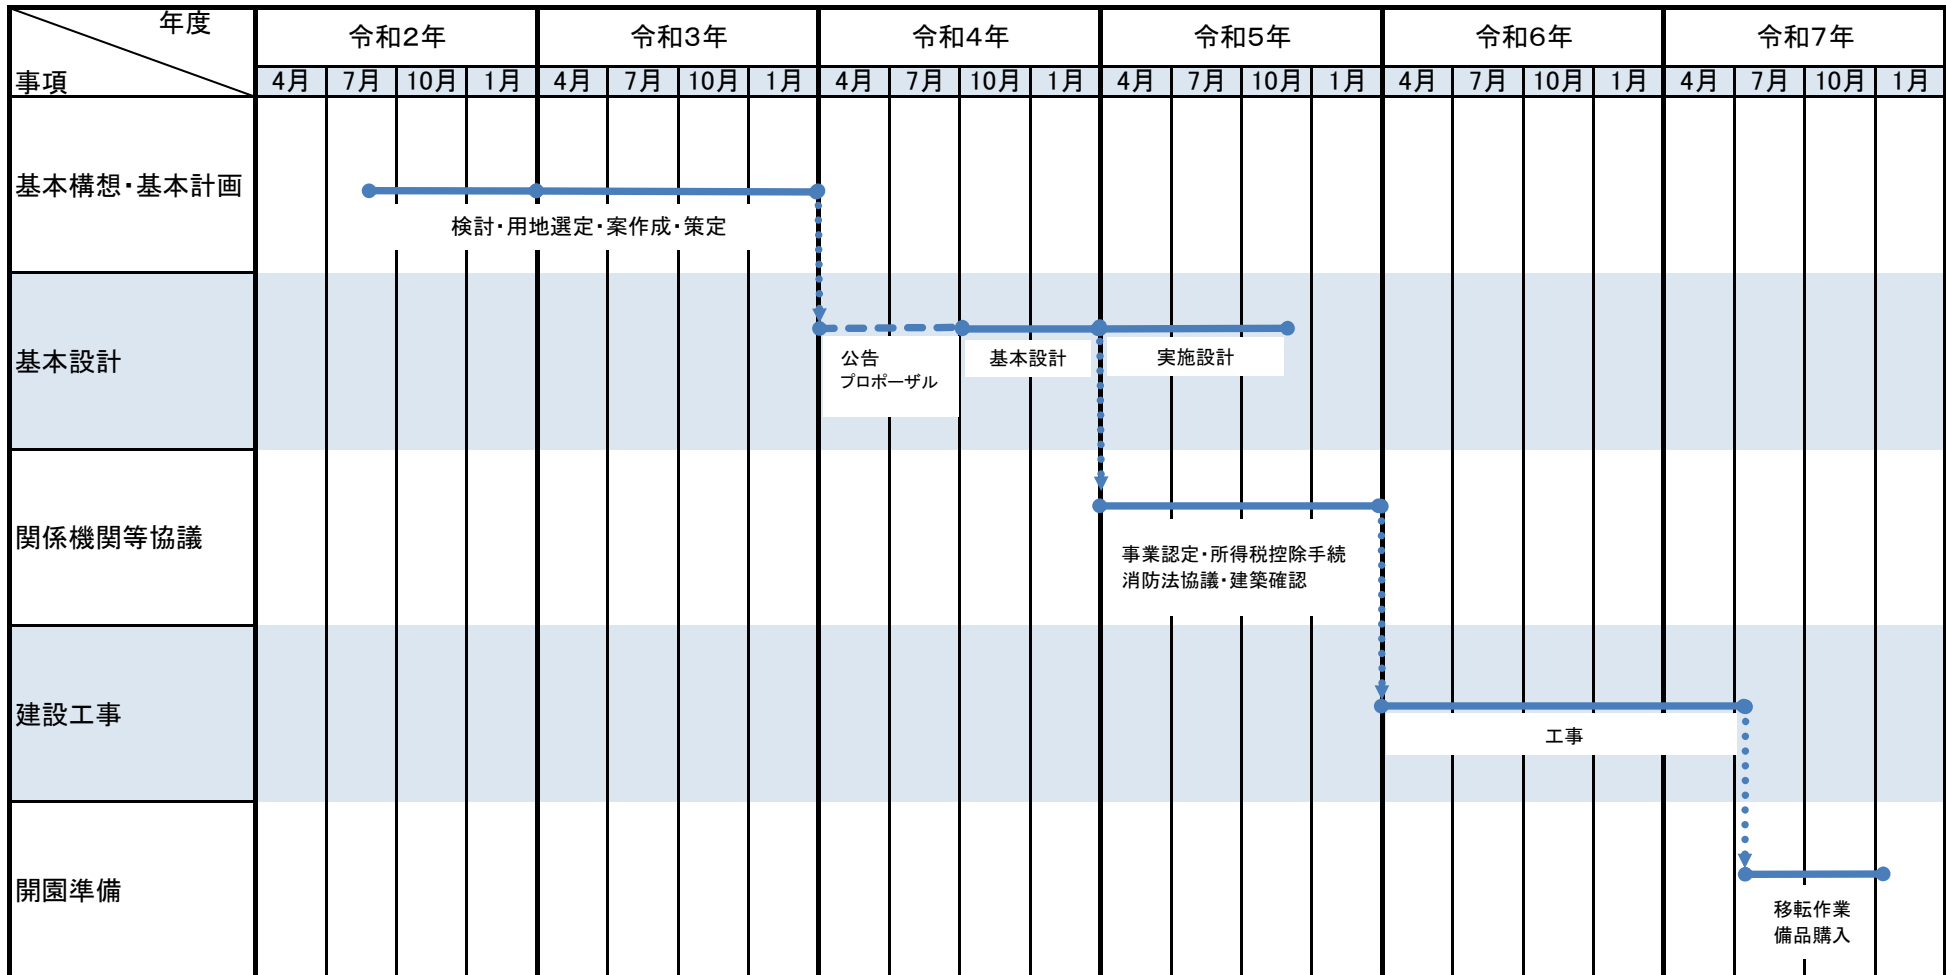 年度
事項
令和2年 令和3年 令和4年 令和5年 令和6年 令和7年
4月 7月 10月 1月 4月 7月 10月 1月 4月 7月 10月 1月 4月 7月 10月 1月 4月 7月 10月 1月 4月 7月 10月 1月
基本構想・基本計画
検討・用地選定・案作成・策定
基本設計
公告
プロポーザル
基本設計
実施設計
関係機関等協議
事業認定・所得税控除手続
消防法協議・建築確認
建設工事
工事
開園準備
移転作業
備品購入